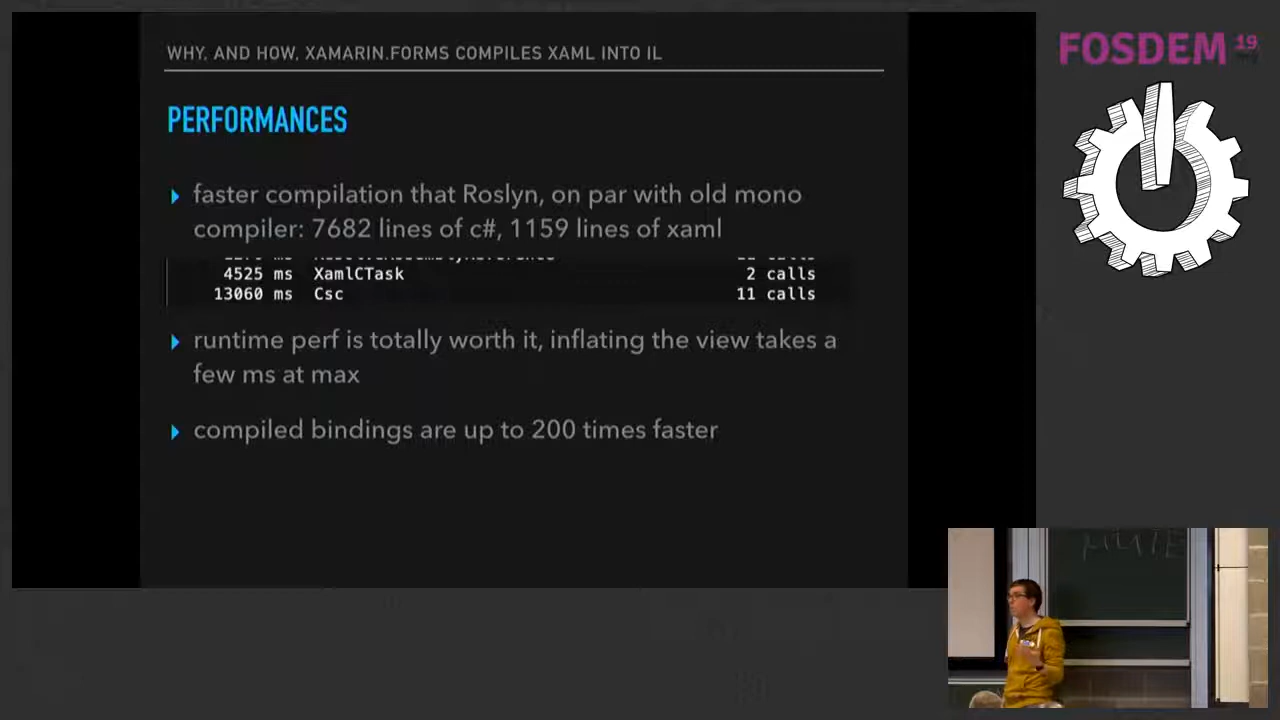 WHY, AND HOW, XAMARIN.FORMS COMPILES XAML INTO IL
FOSDEM 19
PERFORMANCES
faster compilation that Roslyn, on par with old mono
compiler: 7682 lines of c#, 1159 lines of xaml
4525 ms XamlCTask 2 calls
13060 ms Csc 11 calls
runtime perf is totally worth it, inflating the view takes a
few ms at max
compiled bindings are up to 200 times faster